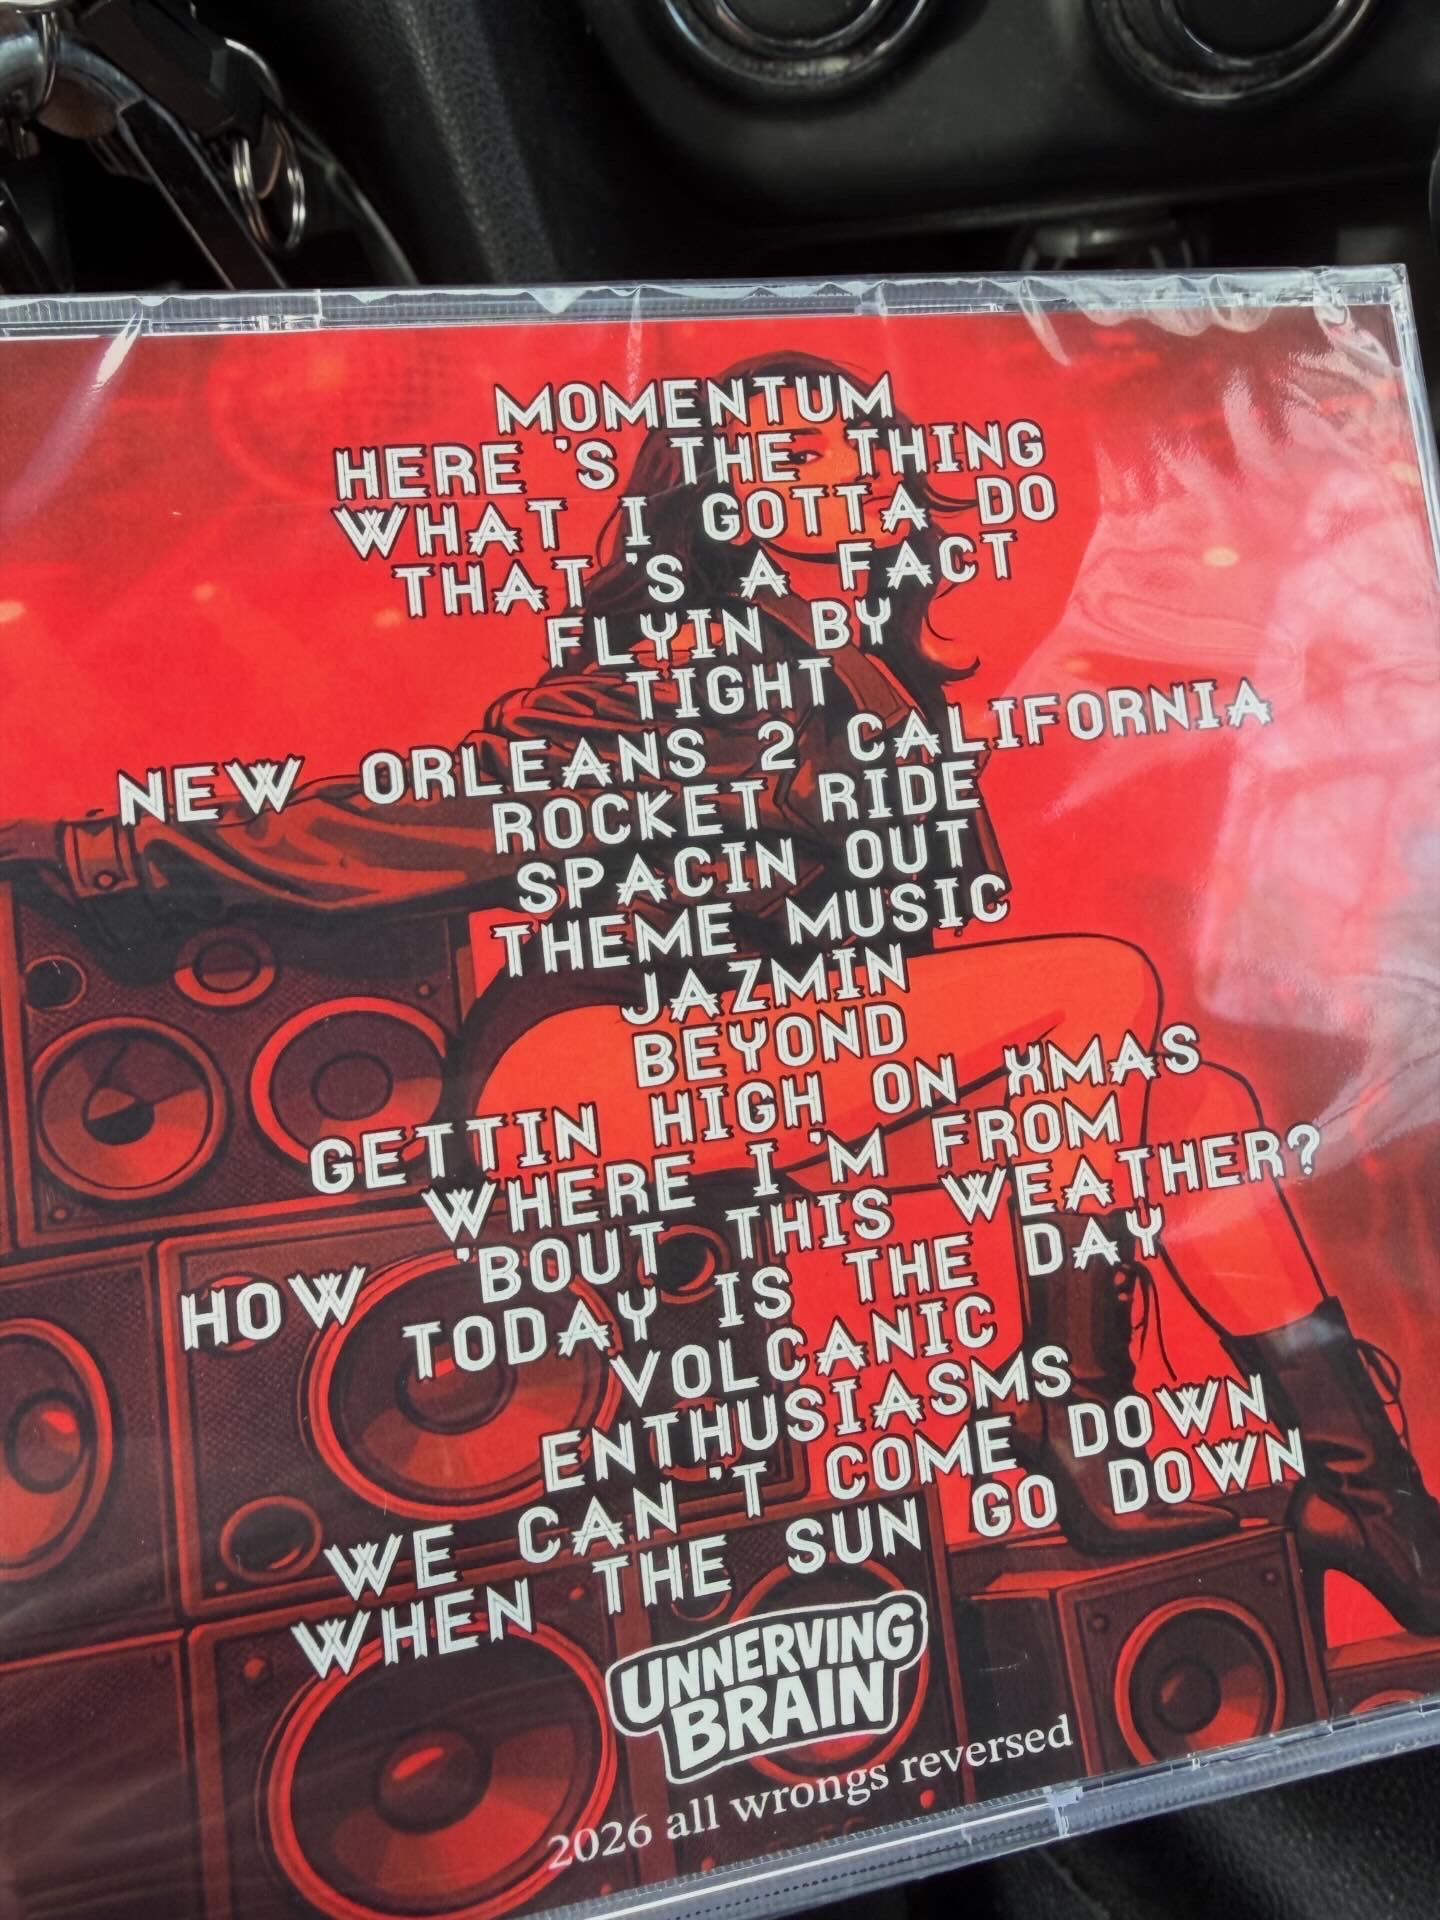 MOMENTUM
HERE'S THE THING
WHAT I GOTTA DO
THAT'S A FACT
FLYIN BY
TIGHT
NEW ORLEANS 2 CALIFORNIA
ROCKET RIDE
SPACIN OUT
THEME MUSIC
JAZMIN
BEYOND
GETTIN HIGH ON XMAS
WHERE I'M FROM
HOW 'BOUT THIS WEATHER?
TODAY IS THE DAY
VOLCANIC
ENTHUSIASMS
WE CAN'T COME DOWN
WHEN THE SUN GO DOWN
UNNERVING
BRAIN
2026 all wrongs reversed